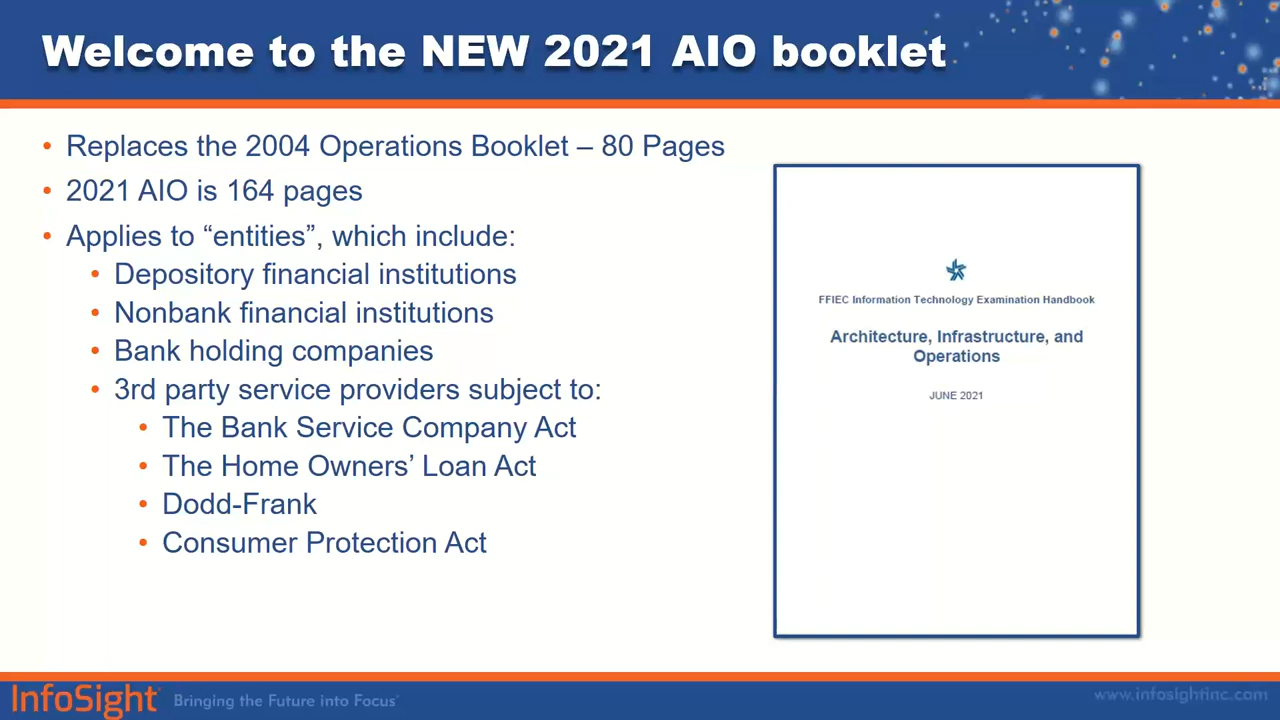 Welcome to the NEW 2021 AIO booklet
• Replaces the 2004 Operations Booklet – 80 Pages
• 2021 AIO is 164 pages
• Applies to “entities”, which include:
• Depository financial institutions
• Nonbank financial institutions
• Bank holding companies
• 3rd party service providers subject to:
• The Bank Service Company Act
• The Home Owners’ Loan Act
• Dodd-Frank
• Consumer Protection Act
FFIEC Information Technology Examination Handbook
Architecture, Infrastructure, and
Operations
JUNE 2021
InfoSight Bringing the Future into Focus
www.infosightinc.com